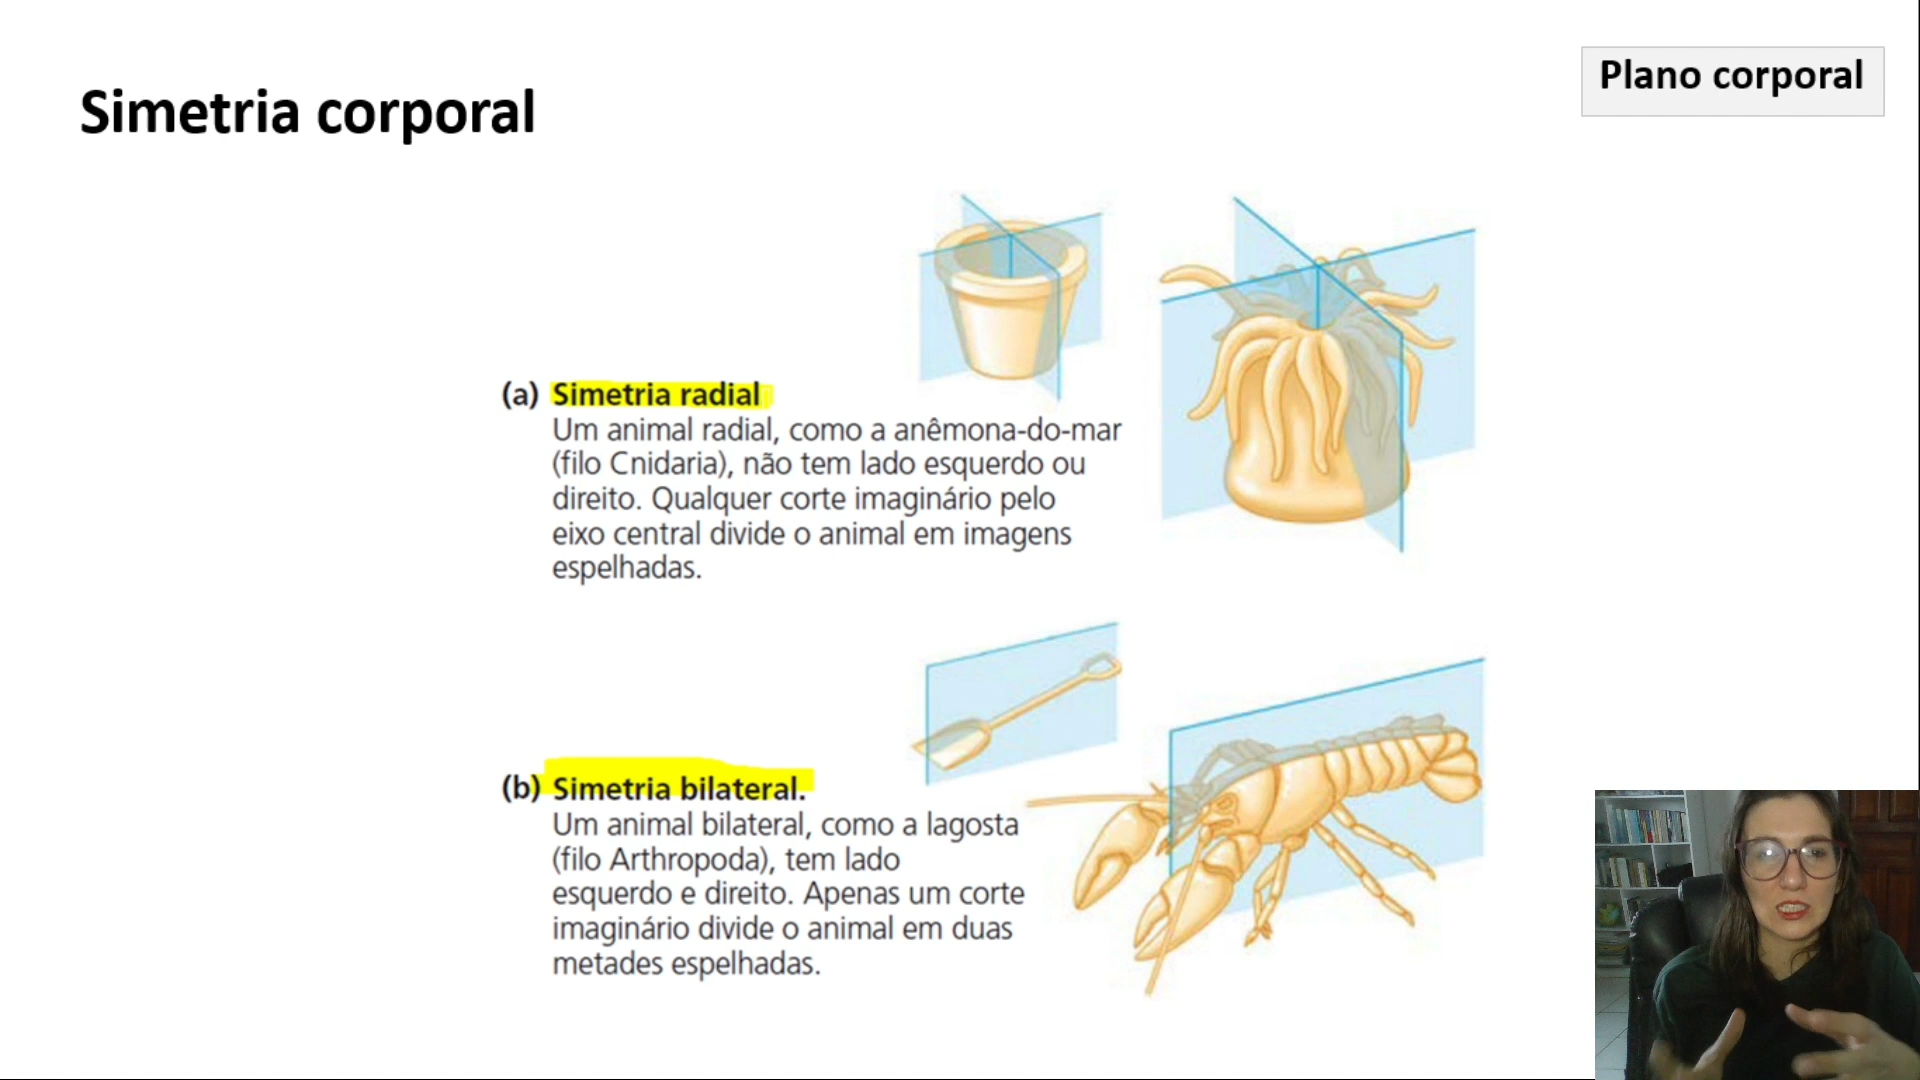 Simetria corporal
Plano corporal
(a) Simetria radial
Um animal radial, como a anêmona-do-mar
(filo Cnidaria), não tem lado esquerdo ou
direito. Qualquer corte imaginário pelo
eixo central divide o animal em imagens
espelhadas.
(b) Simetria bilateral.
Um animal bilateral, como a lagosta
(filo Arthropoda), tem lado
esquerdo e direito. Apenas um corte
imaginário divide o animal em duas
metades espelhadas.